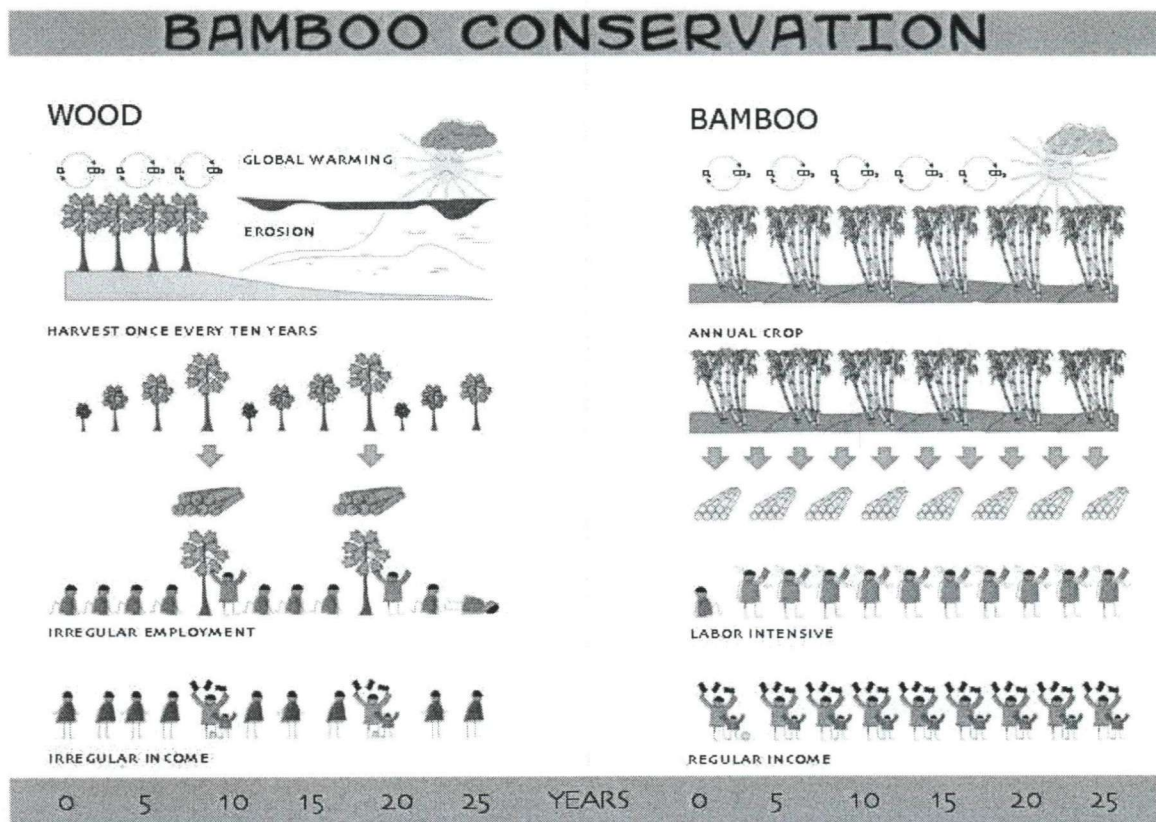 BAMBOO CONSERVATION
WOOD
GLOBAL WARMING
EROSION
HARVEST ONCE EVERY TEN YEARS
IRREGULAR EMPLOYMENT
IRREGULAR INCOME
BAMBOO
ANNUAL CROP
LABOR INTENSIVE
REGULAR INCOME
0 5 10 15 20 25 YEARS 0 5 10 15 20 25